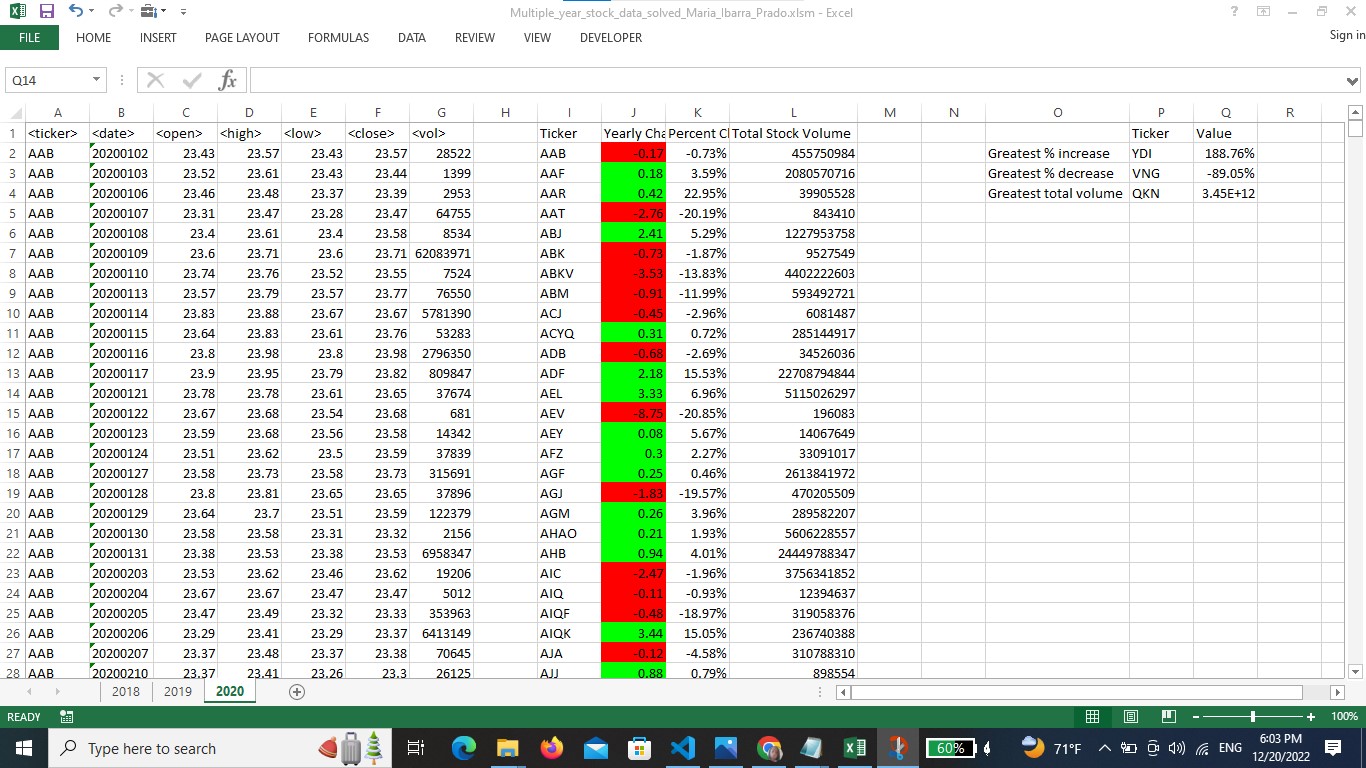 Multiple_year_stock_data_solved_Maria_Ibarra_Prado.xlsm - Excel
FILE HOME INSERT PAGE LAYOUT FORMULAS DATA REVIEW VIEW DEVELOPER Sign in
Q14 fx
A B C D E F G H I J K L M N O P Q R
1 <ticker> <date> <open> <high> <low> <close> <vol> Ticker Yearly Cha Percent Cl Total Stock Volume Ticker Value
2 AAB 20200102 23.43 23.57 23.43 23.57 28522 AAB -0.17 -0.73% 455750984 Greatest % increase YDI 188.76%
3 AAB 20200103 23.52 23.61 23.43 23.44 1399 AAF 0.18 3.59% 2080570716 Greatest % decrease VNG -89.05%
4 AAB 20200106 23.46 23.48 23.37 23.39 2953 AAR 0.42 22.95% 39905528 Greatest total volume QKN 3.45E+12
5 AAB 20200107 23.31 23.47 23.28 23.47 64755 AAT -2.76 -20.19% 843410
6 AAB 20200108 23.4 23.61 23.4 23.58 8534 ABJ 2.41 5.29% 1227953758
7 AAB 20200109 23.6 23.71 23.6 23.71 62083971 ABK -0.73 -1.87% 9527549
8 AAB 20200110 23.74 23.76 23.52 23.55 7524 ABKV -3.53 -13.83% 4402222603
9 AAB 20200113 23.57 23.79 23.57 23.77 76550 ABM -0.91 -11.99% 593492721
10 AAB 20200114 23.83 23.88 23.67 23.67 5781390 ACJ -0.45 -2.96% 6081487
11 AAB 20200115 23.64 23.83 23.61 23.76 53283 ACYQ 0.31 0.72% 285144917
12 AAB 20200116 23.8 23.98 23.8 23.98 2796350 ADB -0.68 -2.69% 34526036
13 AAB 20200117 23.9 23.95 23.79 23.82 809847 ADF 2.18 15.53% 22708794844
14 AAB 20200121 23.78 23.78 23.61 23.65 37674 AEL 3.33 6.96% 5115026297
15 AAB 20200122 23.67 23.68 23.54 23.68 681 AEV -8.75 -20.85% 196083
16 AAB 20200123 23.59 23.68 23.56 23.58 14342 AEY 0.08 5.67% 14067649
17 AAB 20200124 23.51 23.62 23.5 23.59 37839 AFZ 0.3 2.27% 33091017
18 AAB 20200127 23.58 23.73 23.58 23.73 315691 AGF 0.25 0.46% 2613841972
19 AAB 20200128 23.8 23.81 23.65 23.65 37896 AGJ -1.83 -19.57% 470205509
20 AAB 20200129 23.64 23.7 23.51 23.59 122379 AGM 0.26 3.96% 289582207
21 AAB 20200130 23.58 23.58 23.31 23.32 2156 AHAO 0.21 1.93% 5606228557
22 AAB 20200131 23.38 23.53 23.38 23.53 6958347 AHB 0.94 4.01% 24449788347
23 AAB 20200203 23.53 23.62 23.46 23.62 19206 AIC -2.47 -1.96% 3756341852
24 AAB 20200204 23.67 23.67 23.47 23.47 5012 AIQ -0.11 -0.93% 12394637
25 AAB 20200205 23.47 23.49 23.32 23.33 353963 AIQF -0.48 -18.97% 319058376
26 AAB 20200206 23.29 23.41 23.29 23.37 6413149 AIQK 3.44 15.05% 236740388
27 AAB 20200207 23.37 23.48 23.37 23.38 70645 AJA -0.12 -4.58% 310788310
28 AAB 20200210 23.37 23.41 23.26 23.3 26125 AJJ 0.88 0.79% 898554
2018 2019 2020
READY 100%
Type here to search 60% 71°F ENG 6:03 PM
12/20/2022